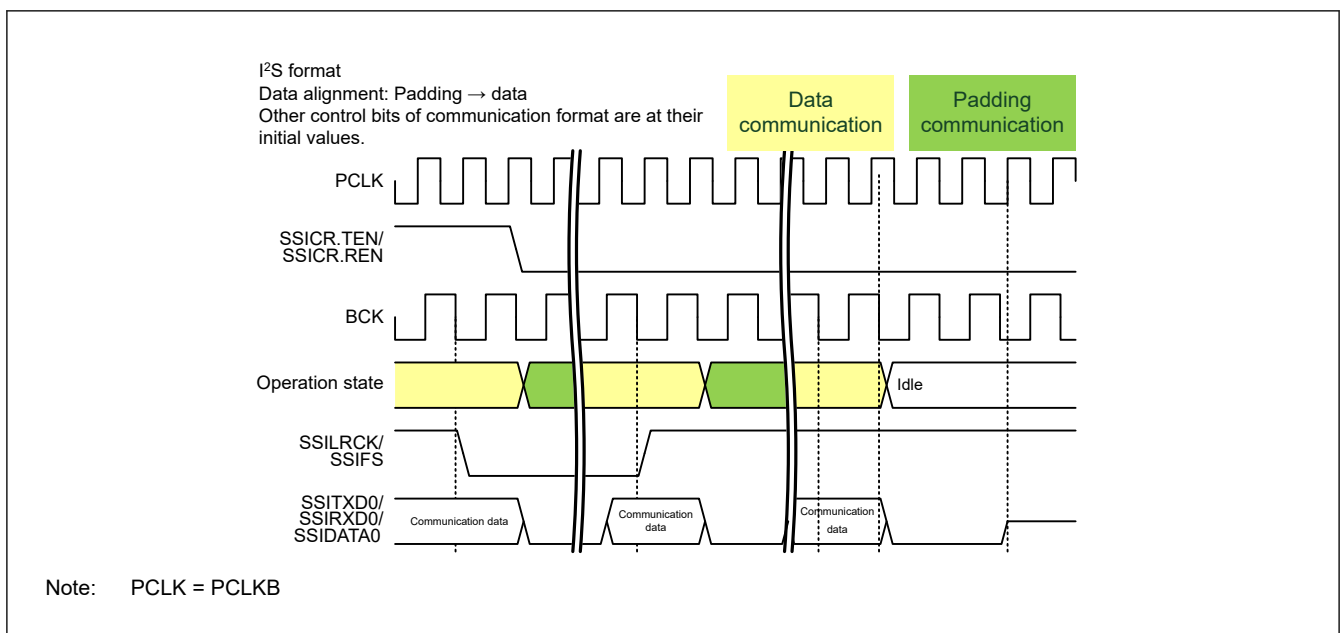 I²S format
Data alignment: Padding → data
Other control bits of communication format are at their
initial values.
Data
communication
Padding
communication
PCLK
SSICR.TEN/
SSICR.REN
BCK
Operation state
Idle
SSILRCK/
SSIFS
SSITXD0/
SSIRXD0/
SSIDATA0
Communication data
Communication
data
Communication
data
Note: PCLK = PCLKB